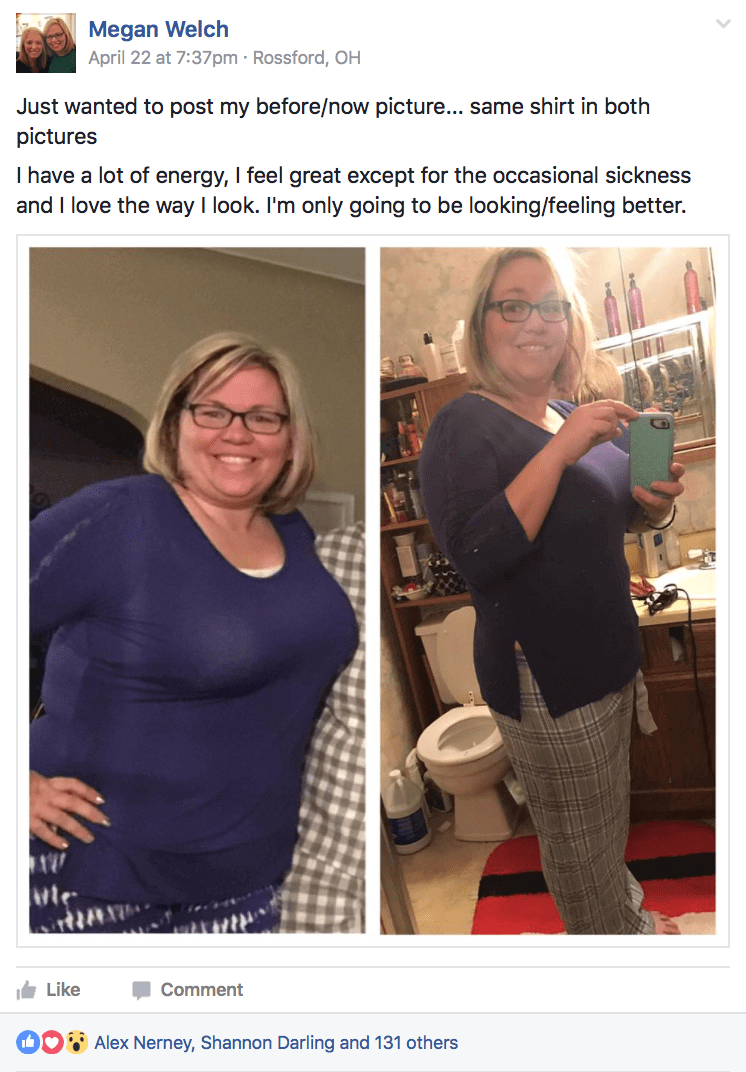 Megan Welch
April 22 at 7:37pm · Rossford, OH
Just wanted to post my before/now picture... same shirt in both
pictures
I have a lot of energy, I feel great except for the occasional sickness
and I love the way I look. I'm only going to be looking/feeling better.
Like Comment
Alex Nerney, Shannon Darling and 131 others